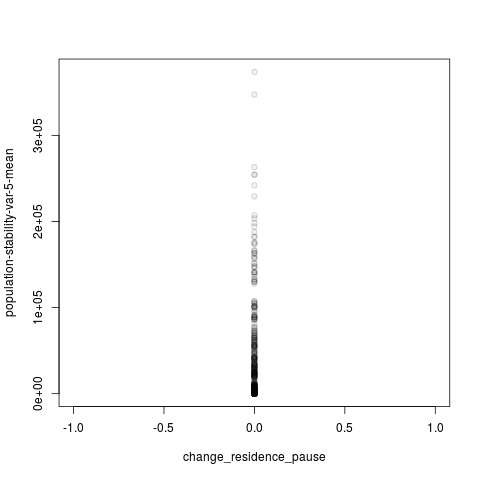 population-stability-var-5-mean
3e+05
2e+05
1e+05
0e+00
-1.0 -0.5 0.0 0.5 1.0
change_residence_pause